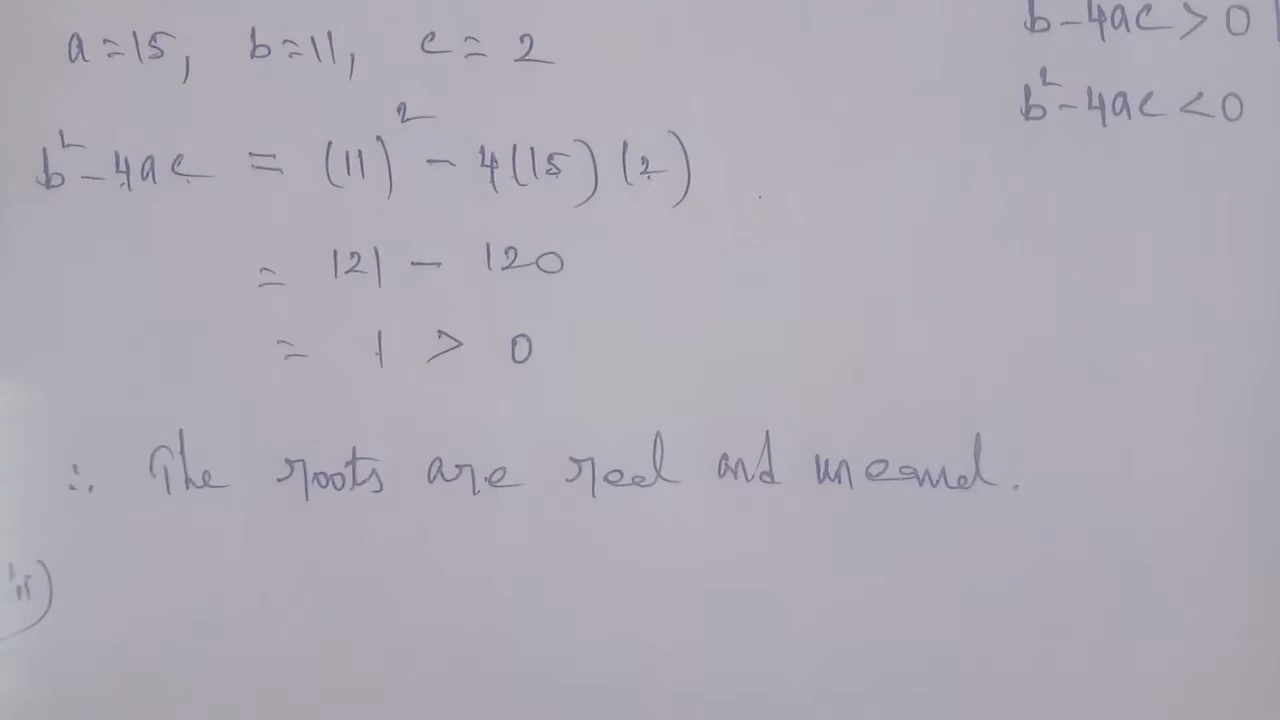 a = 15, b = 11, c = 2
b - 4ac > 0
b² - 4ac < 0
b² - 4ac = (11)² - 4(15)(2)
= 121 - 120
= 1 > 0
∴ The roots are real and unequal.
ii)